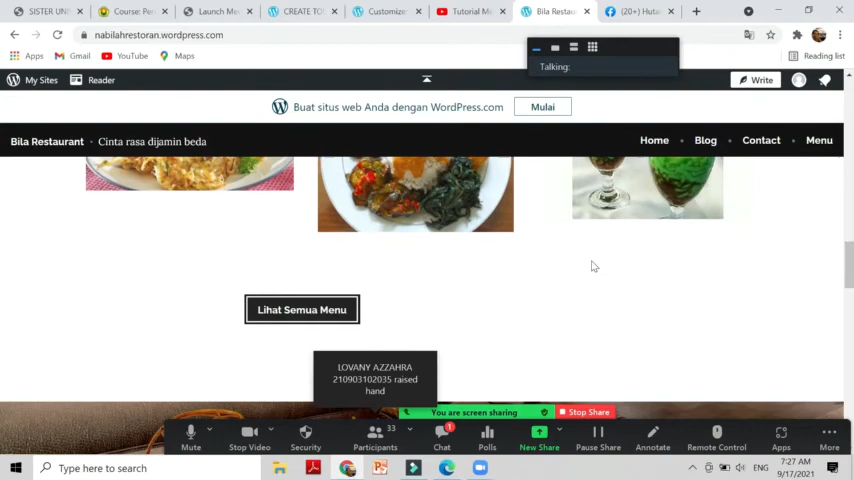 SISTER UN
Course: Per
Launch Me
CREATE TO
Customize
Tutorial M
Bila Restau
(20+) Huta
nabilahrestoran.wordpress.com
Apps
Gmail
YouTube
Maps
Reading list
Talking:
My Sites
Reader
Write
Buat situs web Anda dengan WordPress.com
Mulai
Bila Restaurant
Cinta rasa dijamin beda
Home
Blog
Contact
Menu
Lihat Semua Menu
LOVANY AZZAHRA
210903102035 raised
hand
You are screen sharing
Stop Share
33
1
Mute
Stop Video
Security
Participants
Chat
Polls
New Share
Pause Share
Annotate
Remote Control
Apps
More
Type here to search
ENG
7:27 AM
9/17/2021